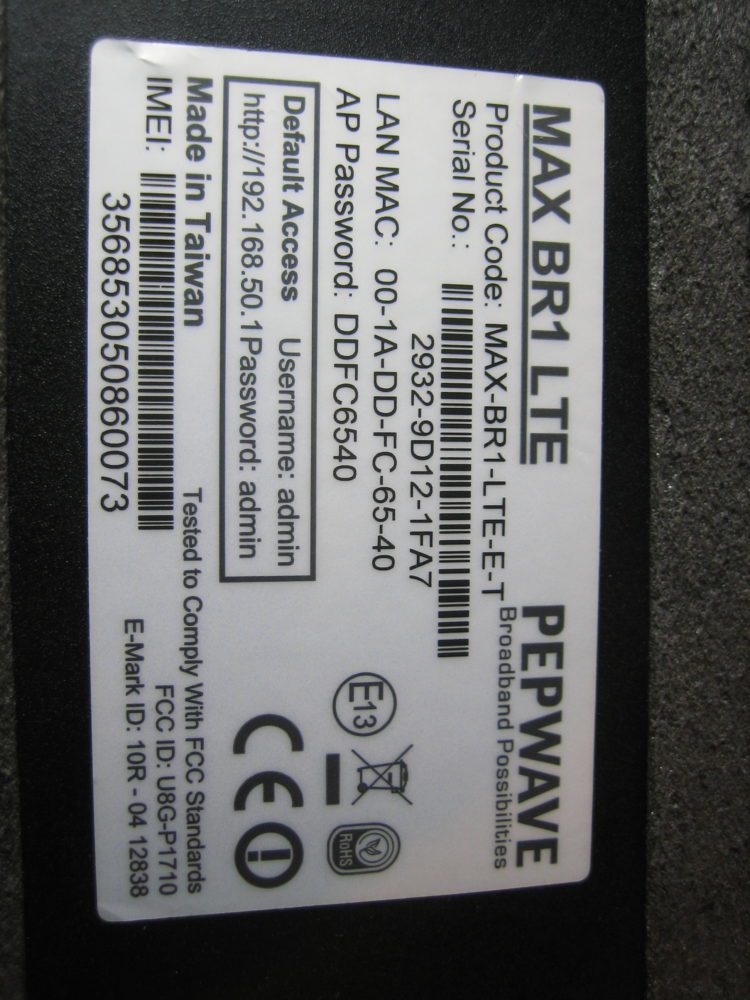 MAX BR1 LTE
PEPWAVE
Broadband Possibilities
Product Code: MAX-BR1-LTE-E-T
Serial No.:
2932-9D12-1FA7
LAN MAC: 00-1A-DD-FC-65-40
AP Password: DDFC6540
Default Access Username: admin
http://192.168.50.1Password: admin
Made in Taiwan
IMEI:
356853050860073
E13
RoHS
CE
Tested to Comply With FCC Standards
FCC ID: U8G-P1710
E-Mark ID: 10R - 04 12838